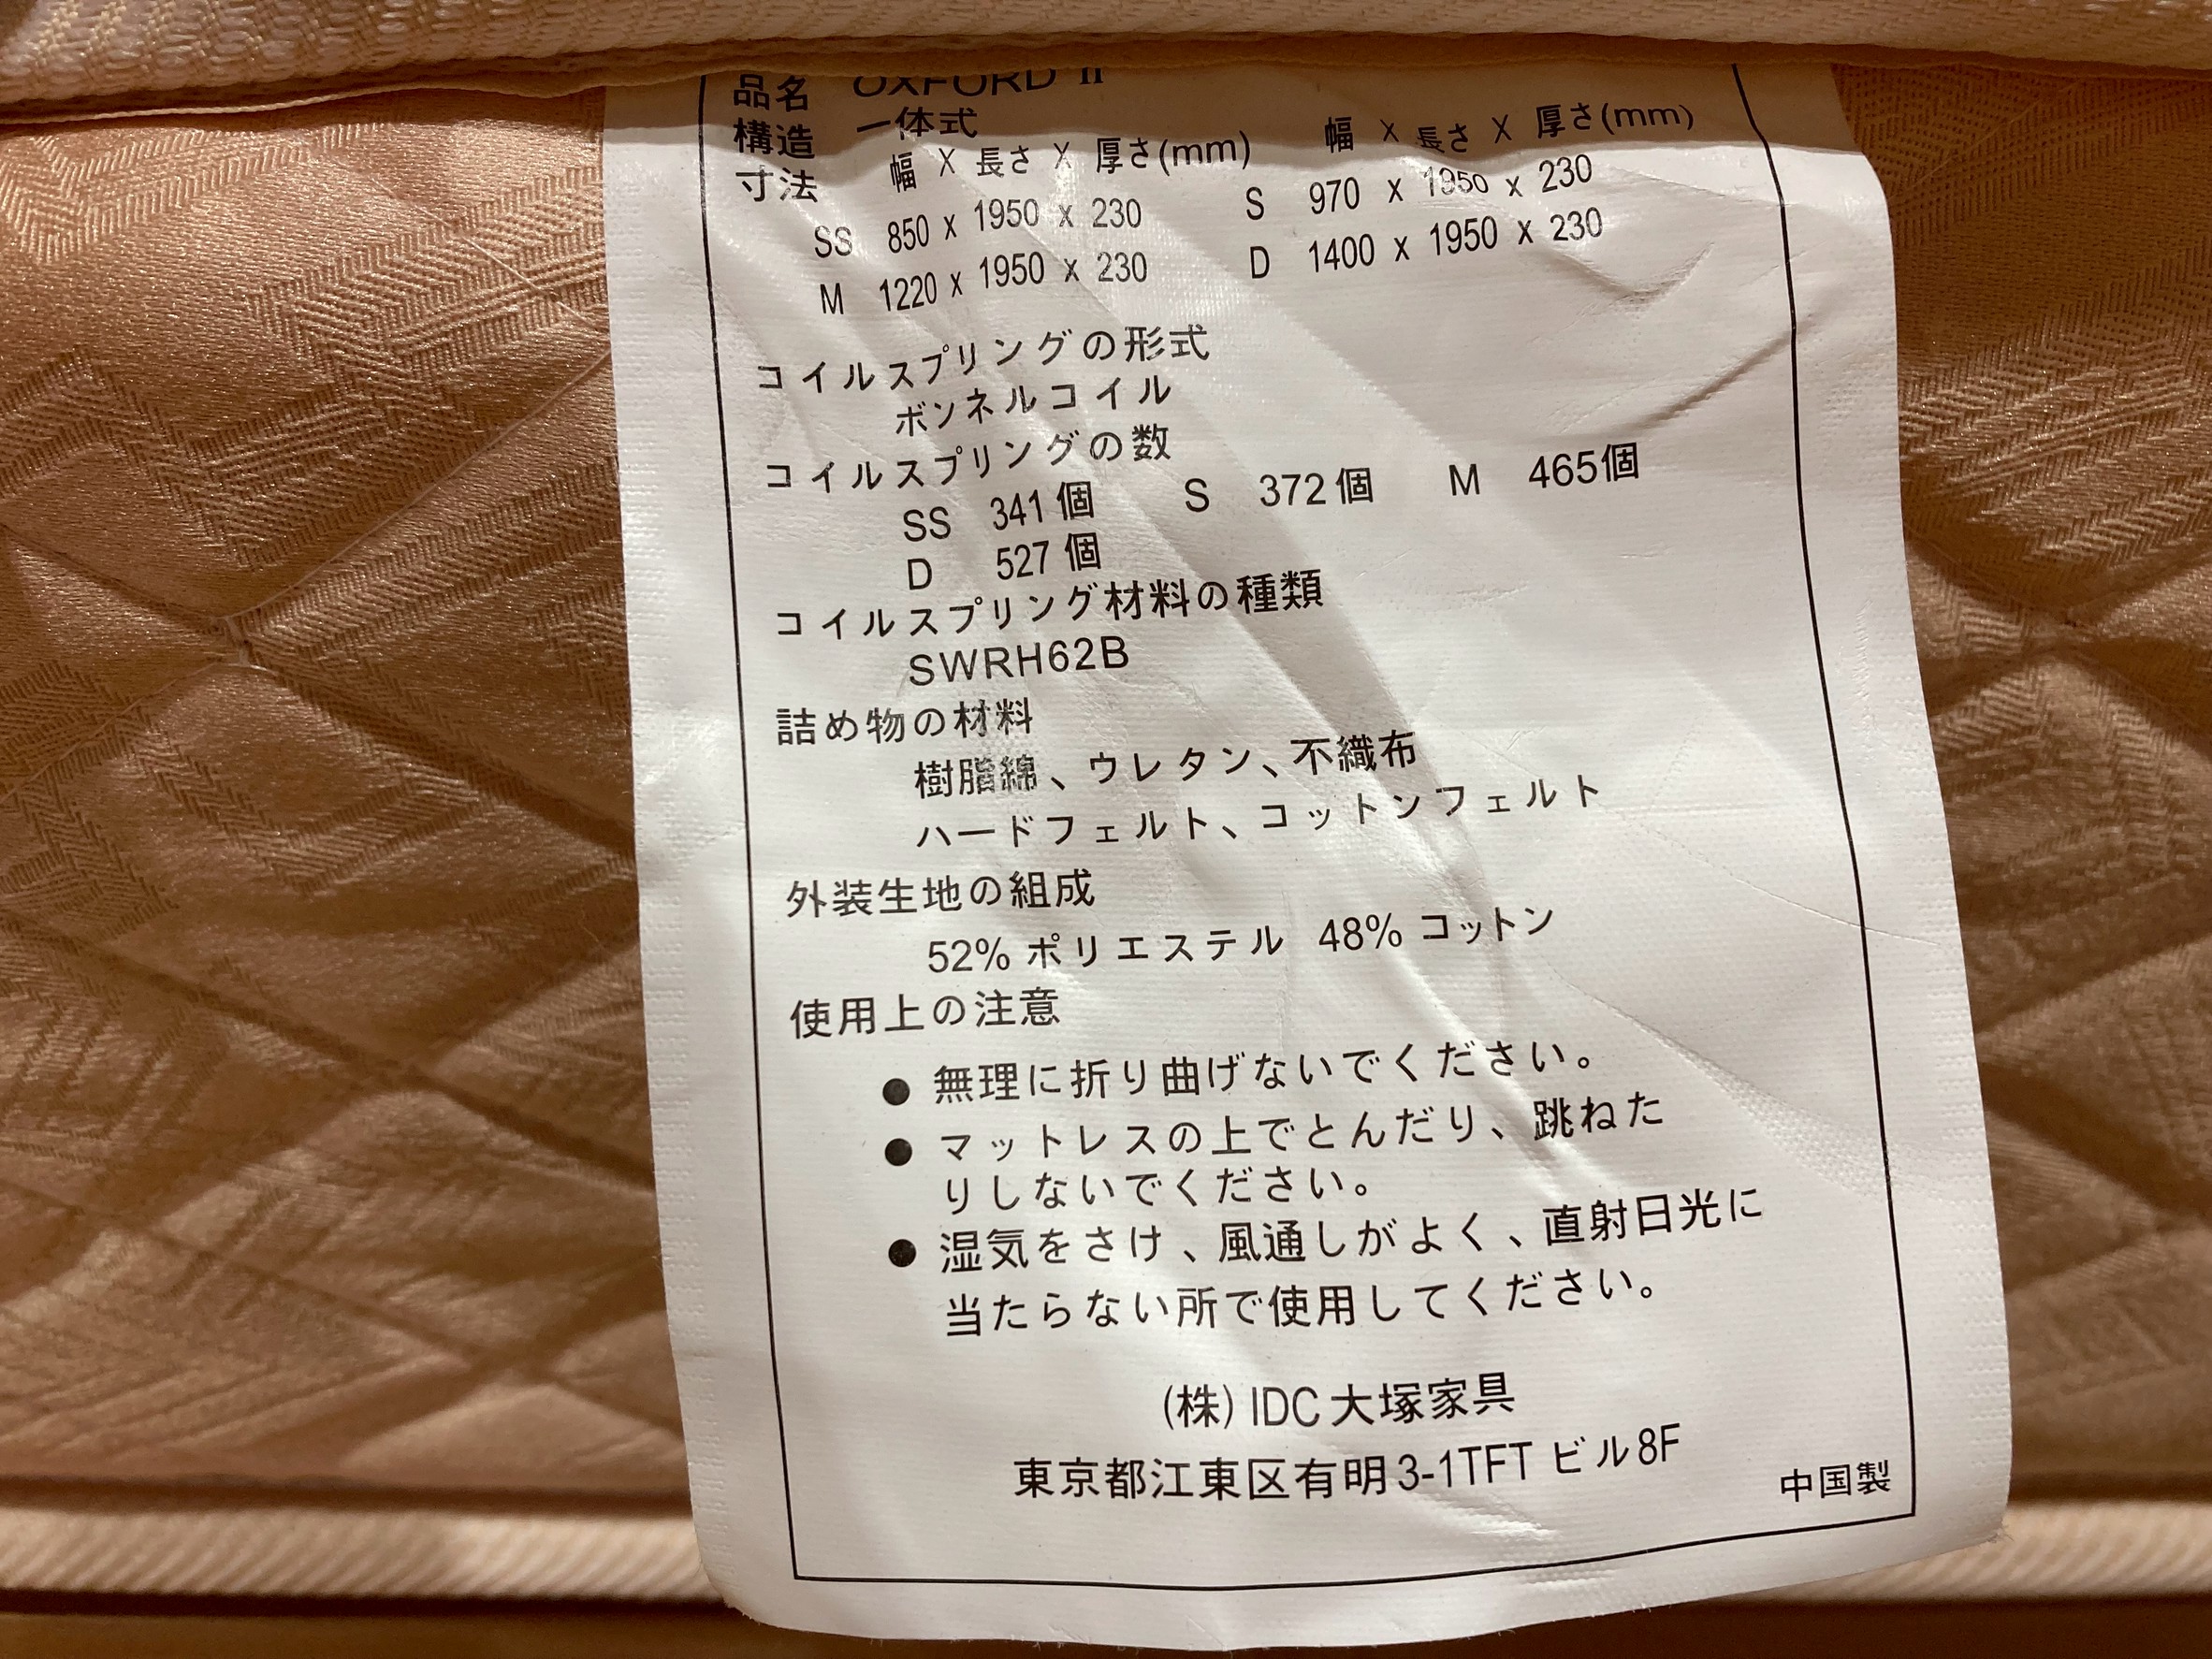 品名 OXFORD II
構造 一体式
寸法 幅 X 長さ X 厚さ(mm) 幅 X 長さ X 厚さ(mm)
SS 850 x 1950 x 230 S 970 x 1950 x 230
M 1220 x 1950 x 230 D 1400 x 1950 x 230
コイルスプリングの形式
ボンネルコイル
コイルスプリングの数
SS 341個 S 372個 M 465個
D 527個
コイルスプリング材料の種類
SWRH62B
詰め物の材料
樹脂綿、ウレタン、不織布
ハードフェルト、コットンフェルト
外装生地の組成
52% ポリエステル 48% コットン
使用上の注意
● 無理に折り曲げないでください。
● マットレスの上でとんだり、跳ねた
りしないでください。
● 湿気をさけ、風通しがよく、直射日光に
当たらない所で使用してください。
(株) IDC大塚家具
東京都江東区有明3-1TFT ビル8F
中国製